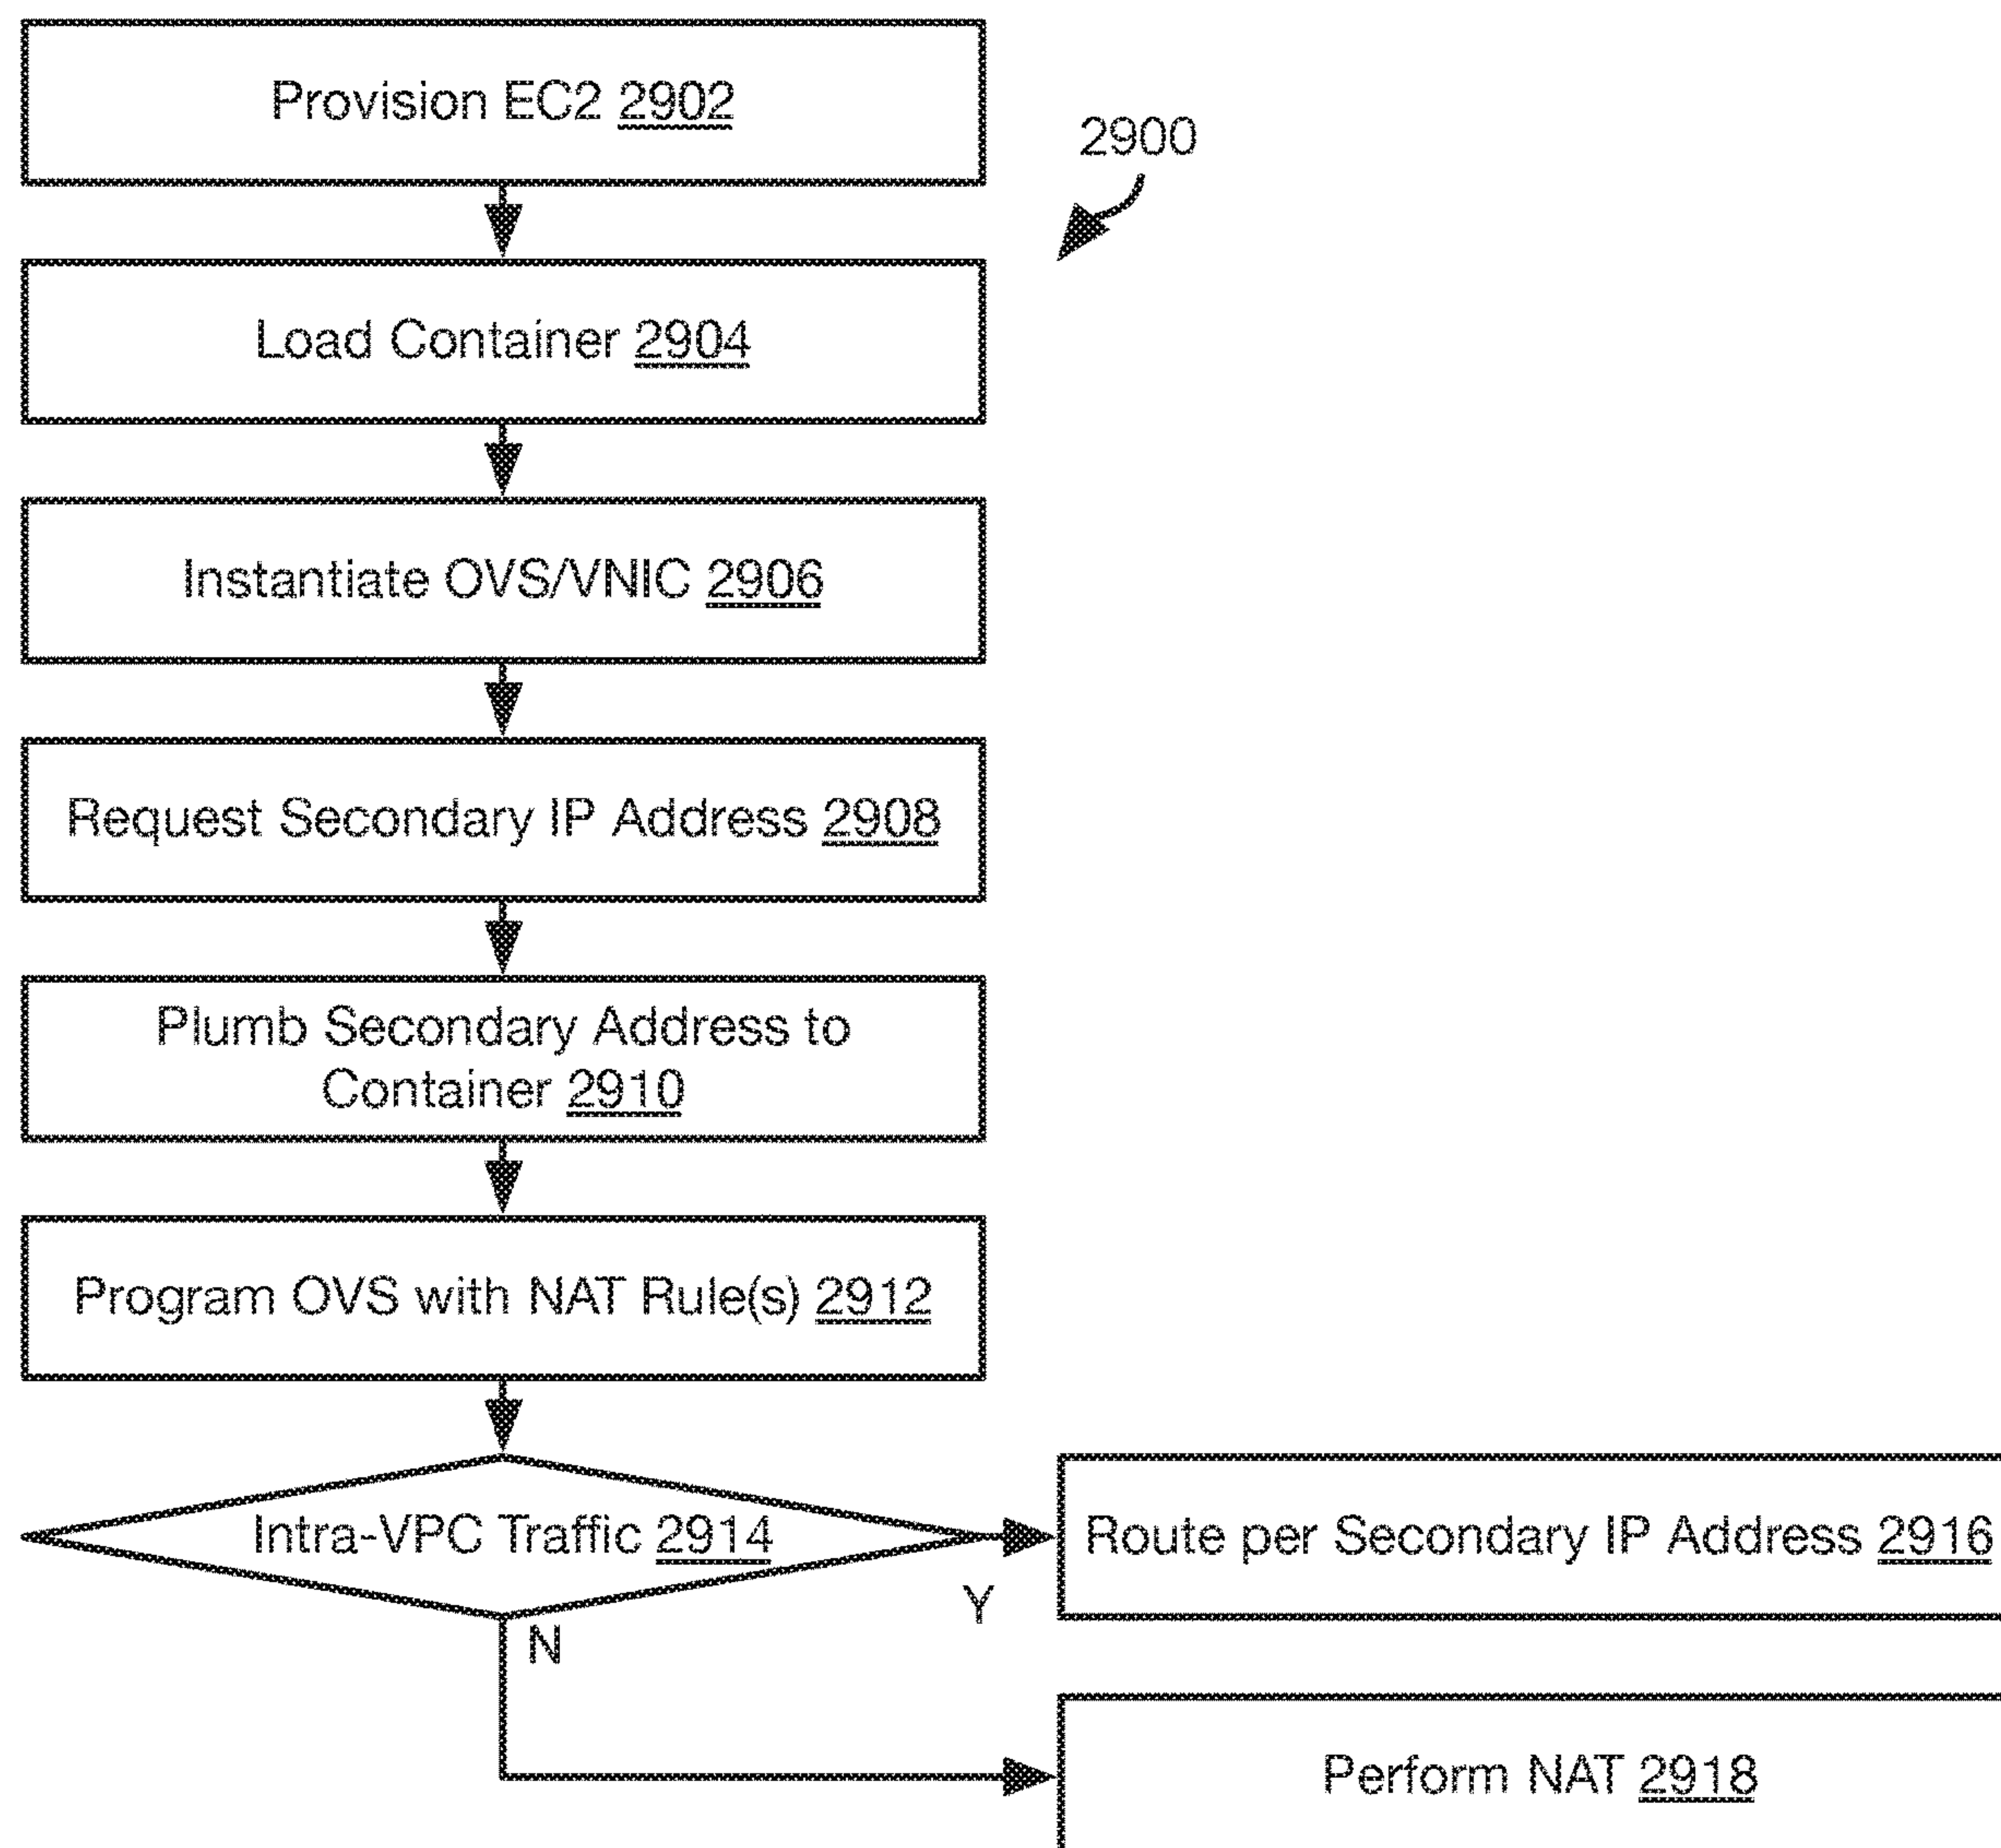 Provision EC2 2902
2900
Load Container 2904
Instantiate OVS/VNIC 2906
Request Secondary IP Address 2908
Plumb Secondary Address to
Container 2910
Program OVS with NAT Rule(s) 2912
Intra-VPC Traffic 2914
Route per Secondary IP Address 2916
Y
N
Perform NAT 2918